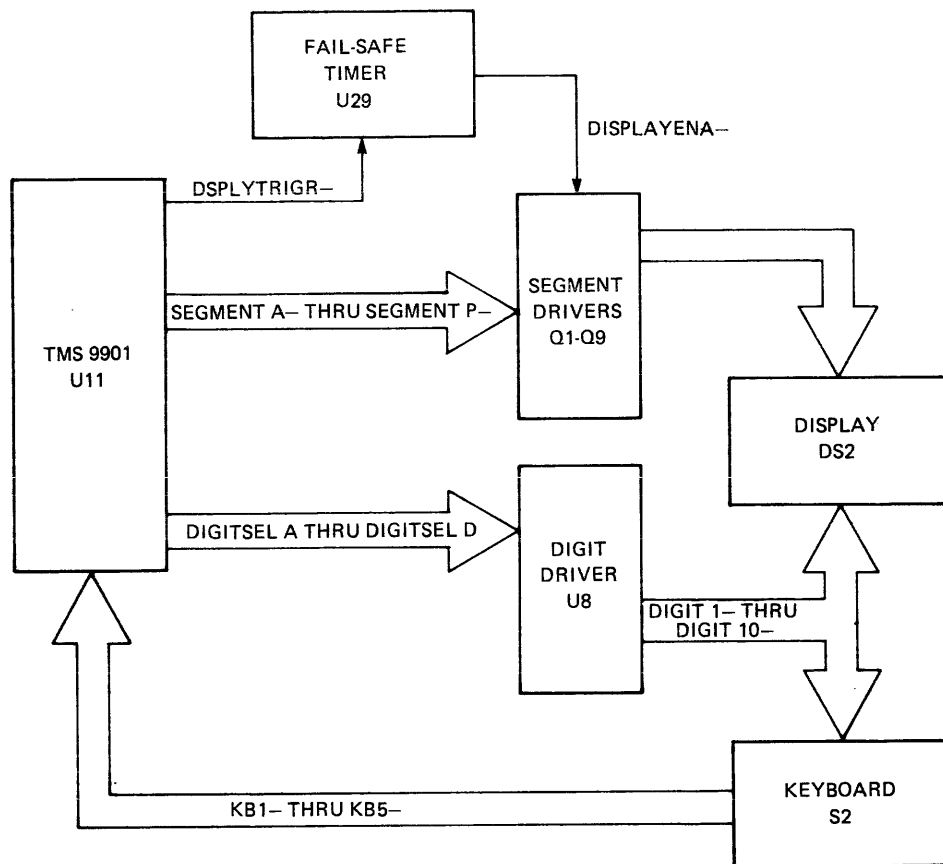 FAIL-SAFE
TIMER
U29
DISPLAYENA–
DSPLYTRIGR–
TMS 9901
U11
SEGMENT A– THRU SEGMENT P–
SEGMENT
DRIVERS
Q1-Q9
DISPLAY
DS2
DIGITSEL A THRU DIGITSEL D
DIGIT
DRIVER
U8
DIGIT 1– THRU
DIGIT 10–
KEYBOARD
S2
KB1– THRU KB5–